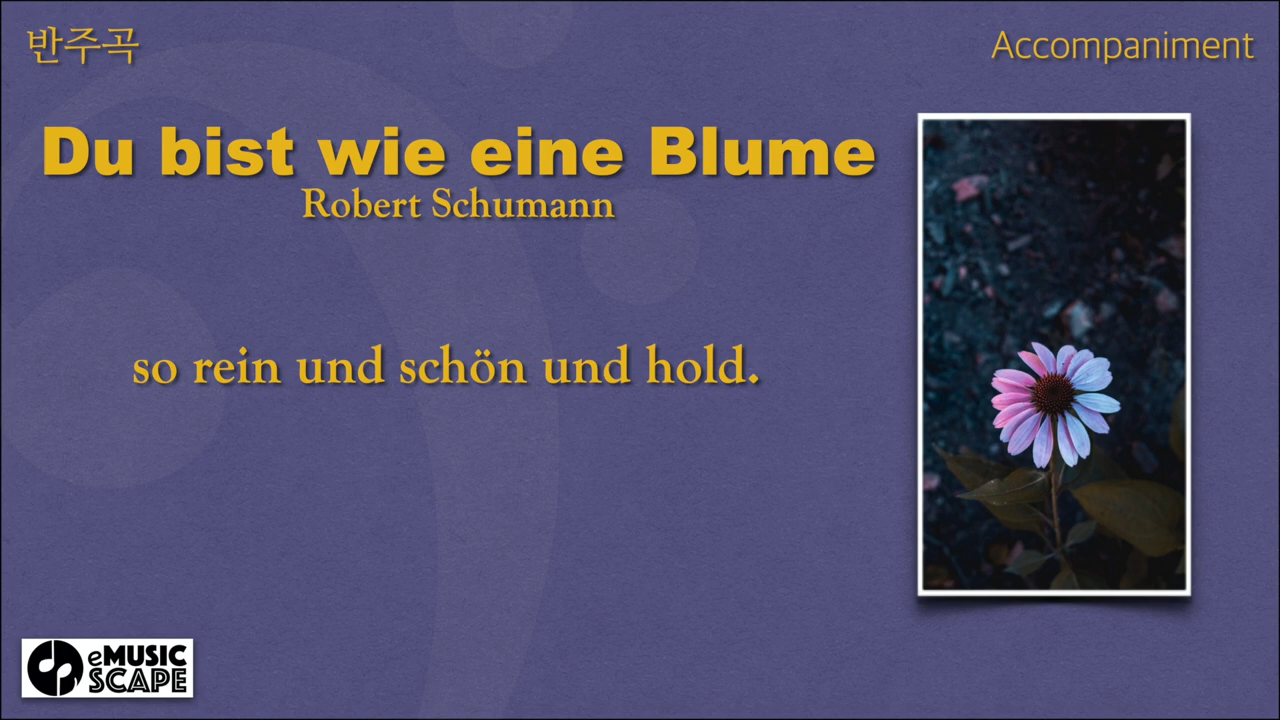 반주곡
Accompaniment
Du bist wie eine Blume
Robert Schumann
so rein und schön und hold.
eMUSIC
SCAPE